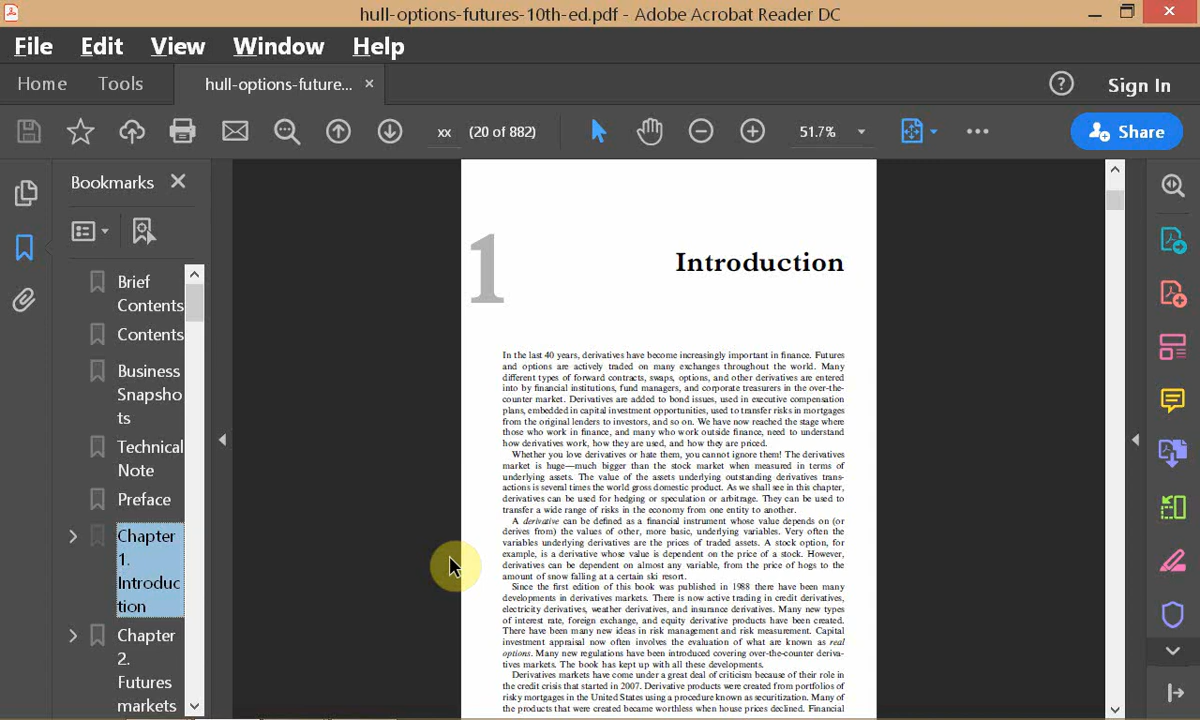 hull-options-futures-10th-ed.pdf - Adobe Acrobat Reader DC
File Edit View Window Help
Home Tools hull-options-future... × Sign In
xx (20 of 882) 51.7% Share
Bookmarks
Brief
Contents
Contents
Business
Snapsho
ts
Technical
Note
Preface
Chapter
1.
Introduc
tion
Chapter
2.
Futures
markets
1
Introduction
In the last 40 years, derivatives have become increasingly important in finance. Futures
and options are actively traded on many exchanges throughout the world. Many
different types of forward contracts, swaps, options, and other derivatives are entered
into by financial institutions, fund managers, and corporate treasurers in the over-the-
counter market. Derivatives are added to bond issues, used in executive compensation
plans, embedded in capital investment opportunities, used to transfer risks in mortgages
from the original lenders to investors, and so on. We have now reached the stage where
those who work in finance, and many who work outside finance, need to understand
how derivatives work, how they are used, and how they are priced.
Whether you love derivatives or hate them, you cannot ignore them! The derivatives
market is huge—much bigger than the stock market when measured in terms of
underlying assets. The value of the assets underlying outstanding derivatives trans-
actions is several times the world gross domestic product. As we shall see in this chapter,
derivatives can be used for hedging or speculation or arbitrage. They can be used to
transfer a wide range of risks in the economy from one entity to another.
A derivative can be defined as a financial instrument whose value depends on (or
derives from) the values of other, more basic, underlying variables. Very often the
variables underlying derivatives are the prices of traded assets. A stock option, for
example, is a derivative whose value is dependent on the price of a stock. However,
derivatives can be dependent on almost any variable, from the price of hogs to the
amount of snow falling at a certain ski resort.
Since the first edition of this book was published in 1988 there have been many
developments in derivatives markets. There is now active trading in credit derivatives,
electricity derivatives, weather derivatives, and insurance derivatives. Many new types
of interest rate, foreign exchange, and equity derivative products have been created.
There have been many new ideas in risk management and risk measurement. Capital
investment appraisal now often involves the evaluation of what are known as real
options. Many new regulations have been introduced covering over-the-counter deriva-
tives markets. The book has kept up with all these developments.
Derivatives markets have come under a great deal of criticism because of their role in
the credit crisis that started in 2007. Derivative products were created from portfolios of
risky mortgages in the United States using a procedure known as securitization. Many of
the products that were created became worthless when house prices declined. Financial